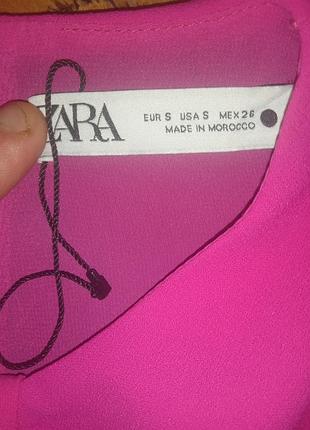 ZARA
EUR S USA S MEX 26
MADE IN MOROCCO